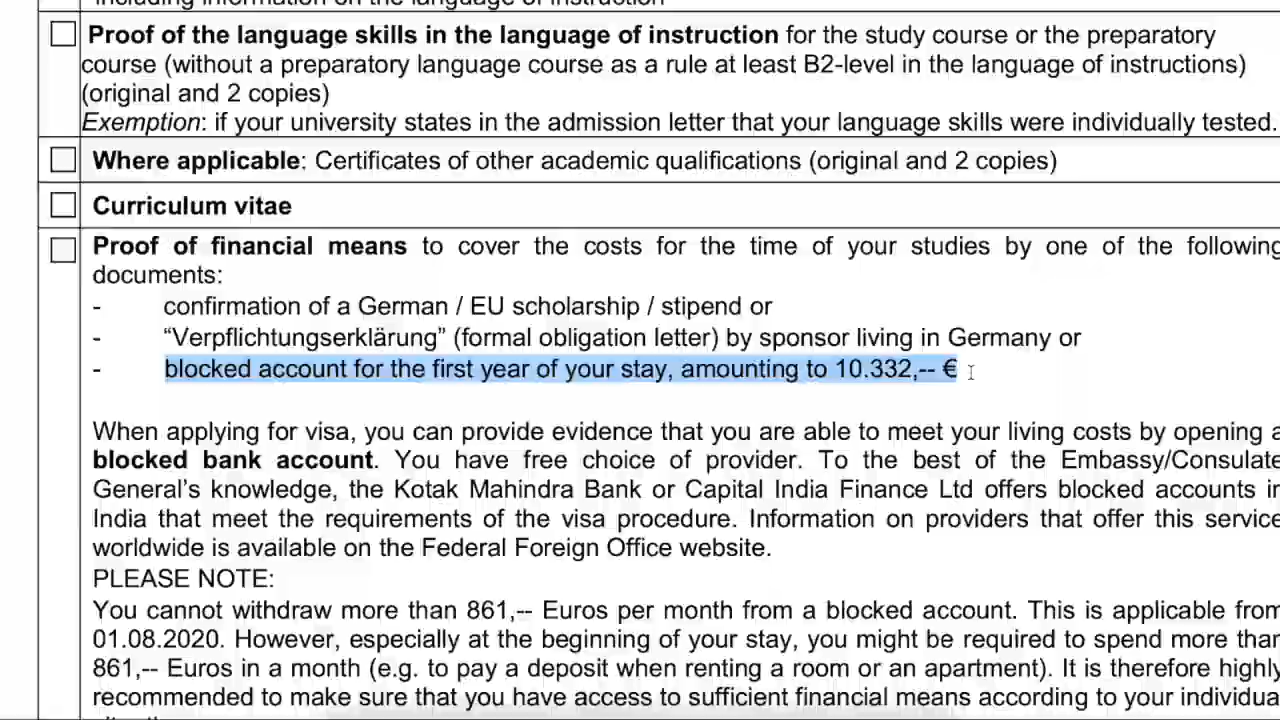 including information on the language of instruction
Proof of the language skills in the language of instruction for the study course or the preparatory
course (without a preparatory language course as a rule at least B2-level in the language of instructions)
(original and 2 copies)
Exemption: if your university states in the admission letter that your language skills were individually tested.
Where applicable: Certificates of other academic qualifications (original and 2 copies)
Curriculum vitae
Proof of financial means to cover the costs for the time of your studies by one of the following
documents:
- confirmation of a German / EU scholarship / stipend or
- “Verpflichtungserklärung” (formal obligation letter) by sponsor living in Germany or
- blocked account for the first year of your stay, amounting to 10.332,-- €
When applying for visa, you can provide evidence that you are able to meet your living costs by opening a
blocked bank account. You have free choice of provider. To the best of the Embassy/Consulate
General’s knowledge, the Kotak Mahindra Bank or Capital India Finance Ltd offers blocked accounts in
India that meet the requirements of the visa procedure. Information on providers that offer this service
worldwide is available on the Federal Foreign Office website.
PLEASE NOTE:
You cannot withdraw more than 861,-- Euros per month from a blocked account. This is applicable from
01.08.2020. However, especially at the beginning of your stay, you might be required to spend more than
861,-- Euros in a month (e.g. to pay a deposit when renting a room or an apartment). It is therefore highly
recommended to make sure that you have access to sufficient financial means according to your individual